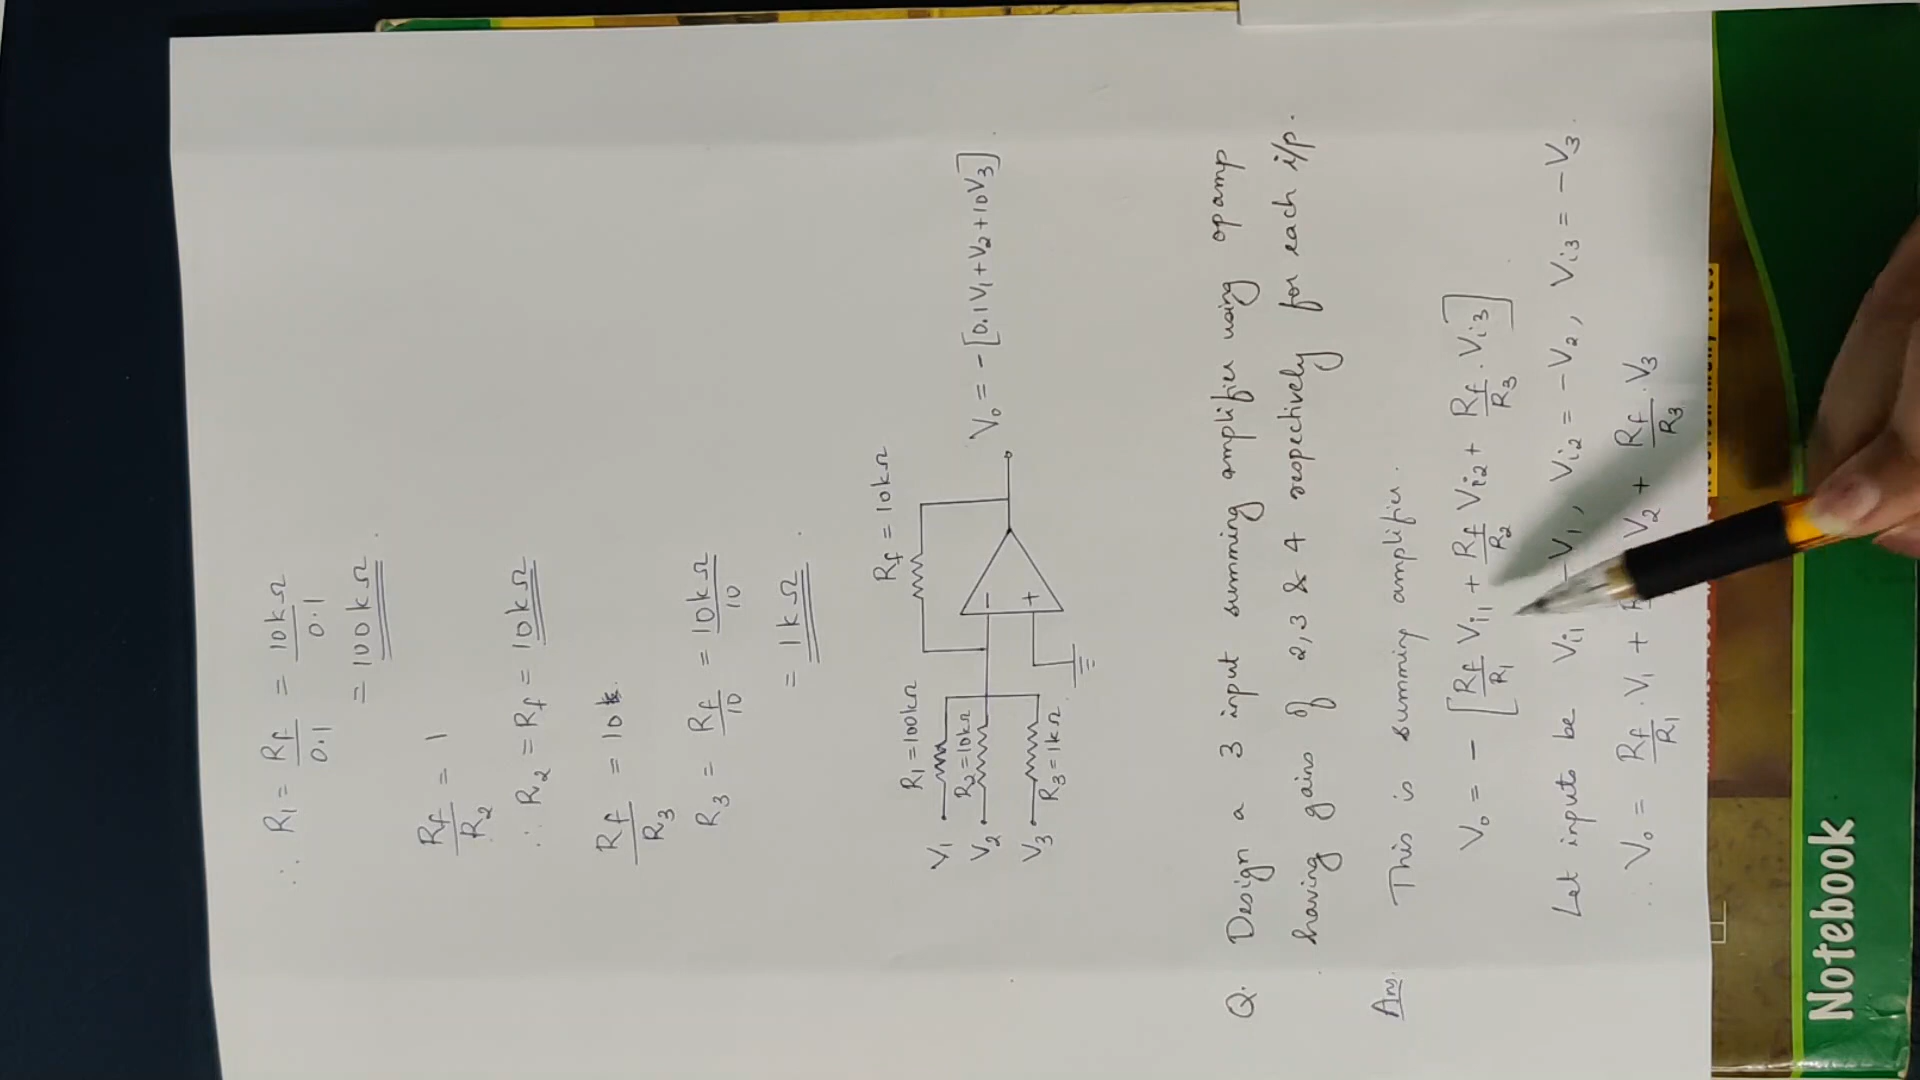 ∴ R1 = Rf/0.1 = 10kΩ/0.1
= 100kΩ.
Rf/R2 = 1
∴ R2 = Rf = 10kΩ
Rf/R3 = 10
R3 = Rf/10 = 10kΩ/10
= 1kΩ.
Rf = 10kΩ
V1 R1 = 100kΩ
V2 R2 = 10kΩ
V3 R3 = 1kΩ
−
+
Vo = -[0.1V1 + V2 + 10V3]
Q. Design a 3 input summing amplifier using opamp
having gains of 2,3 & 4 respectively for each i/p.
Ans. This is summing amplifier.
Vo = -[Rf/R1 Vi1 + Rf/R2 Vi2 + Rf/R3 . Vi3]
Let inputs be Vi1 -V1, Vi2 = -V2, Vi3 = -V3.
∴ Vo = Rf/R1 . V1 + V2 + Rf/R3 . V3
Notebook